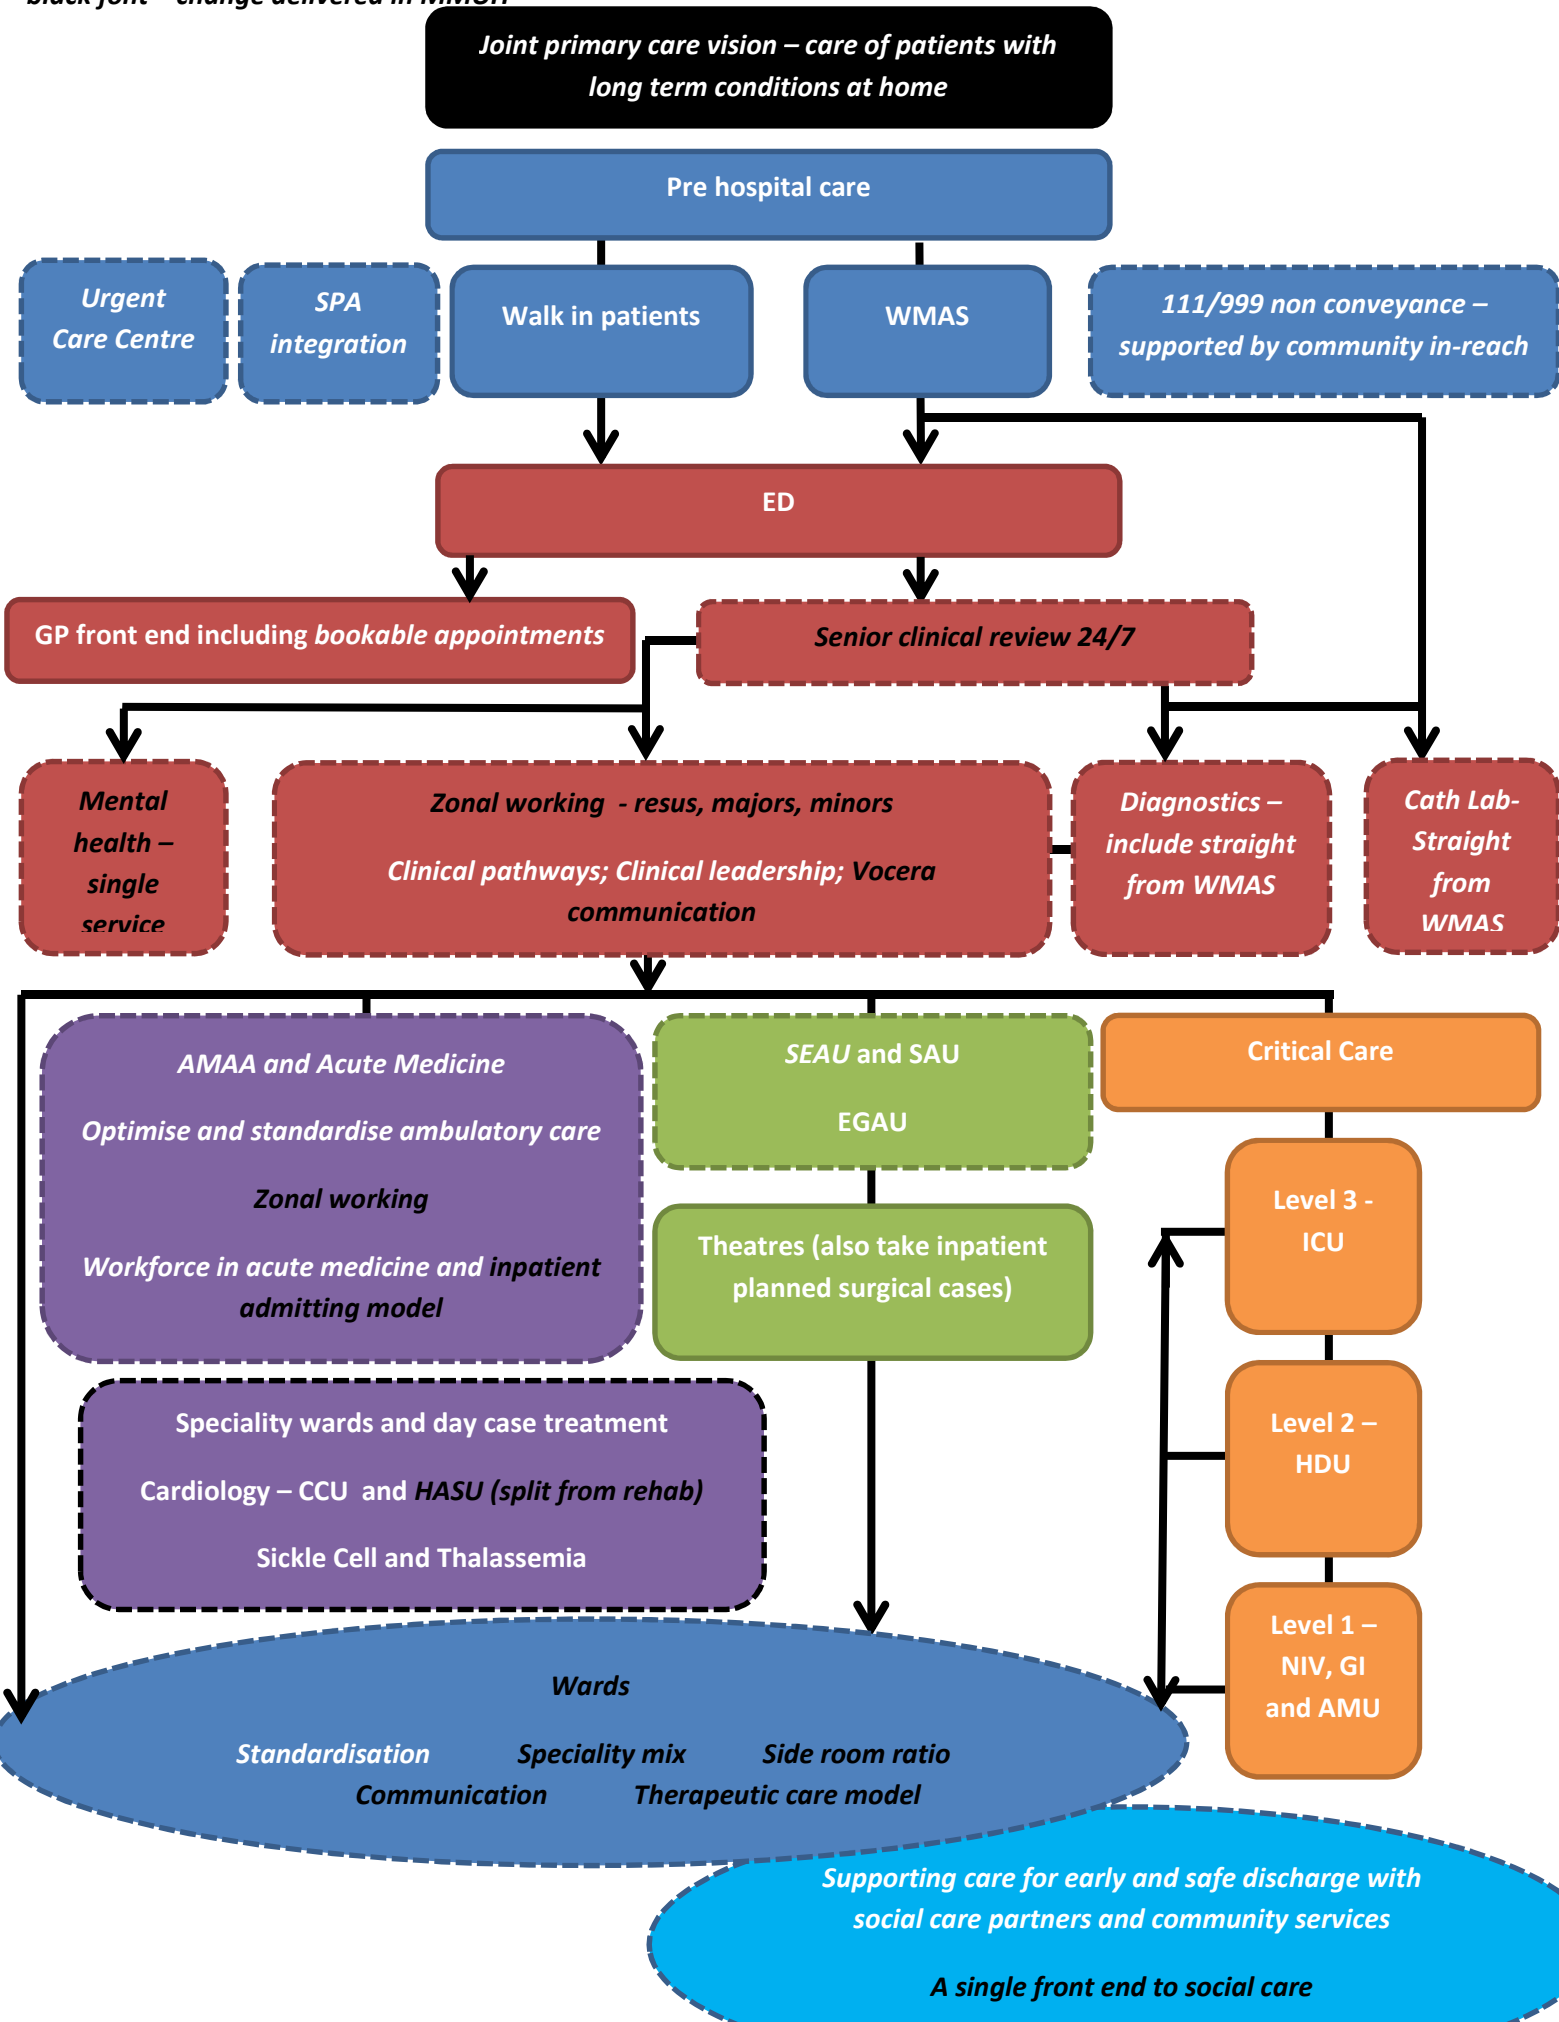 black font – change delivered in MMUH
Joint primary care vision – care of patients with
long term conditions at home
Pre hospital care
Urgent
Care Centre
SPA
integration
Walk in patients
WMAS
111/999 non conveyance –
supported by community in-reach
ED
GP front end including bookable appointments
Senior clinical review 24/7
Mental
health –
single
service
Zonal working - resus, majors, minors
Clinical pathways; Clinical leadership; Vocera
communication
Diagnostics –
include straight
from WMAS
Cath Lab-
Straight
from
WMAS
AMAA and Acute Medicine
Optimise and standardise ambulatory care
Zonal working
Workforce in acute medicine and inpatient
admitting model
SEAU and SAU
EGAU
Critical Care
Theatres (also take inpatient
planned surgical cases)
Level 3 -
ICU
Speciality wards and day case treatment
Cardiology – CCU and HASU (split from rehab)
Sickle Cell and Thalassemia
Level 2 –
HDU
Level 1 –
NIV, GI
and AMU
Wards
Standardisation Speciality mix Side room ratio
Communication Therapeutic care model
Supporting care for early and safe discharge with
social care partners and community services
A single front end to social care